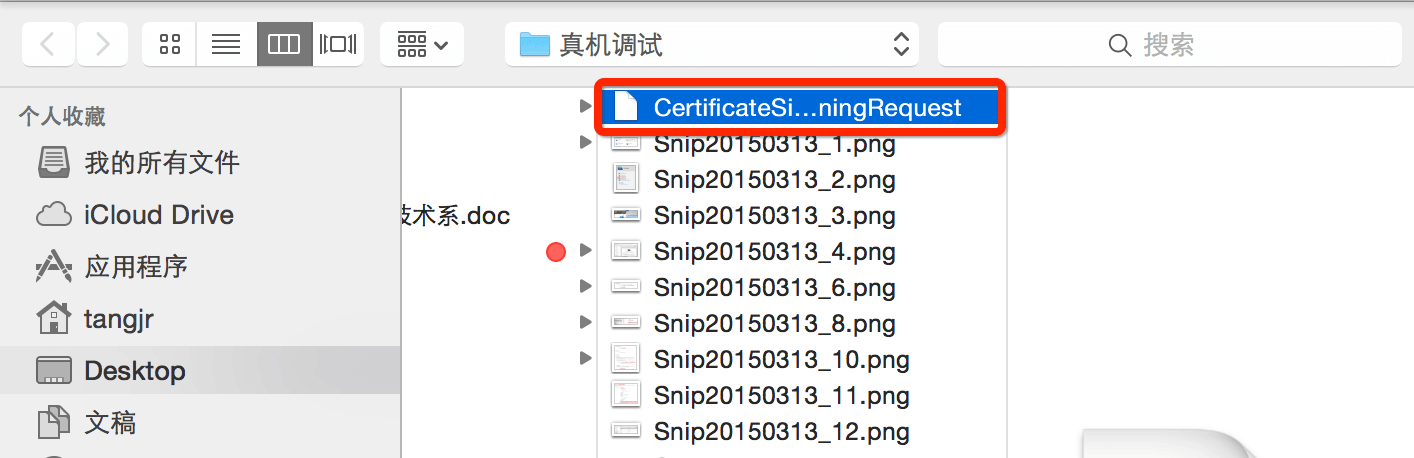 真机调试
搜索
个人收藏
我的所有文件
iCloud Drive
应用程序
tangjr
Desktop
文稿
技术系.doc
CertificateSi...ningRequest
Snip20150313_1.png
Snip20150313_2.png
Snip20150313_3.png
Snip20150313_4.png
Snip20150313_6.png
Snip20150313_8.png
Snip20150313_10.png
Snip20150313_11.png
Snip20150313_12.png